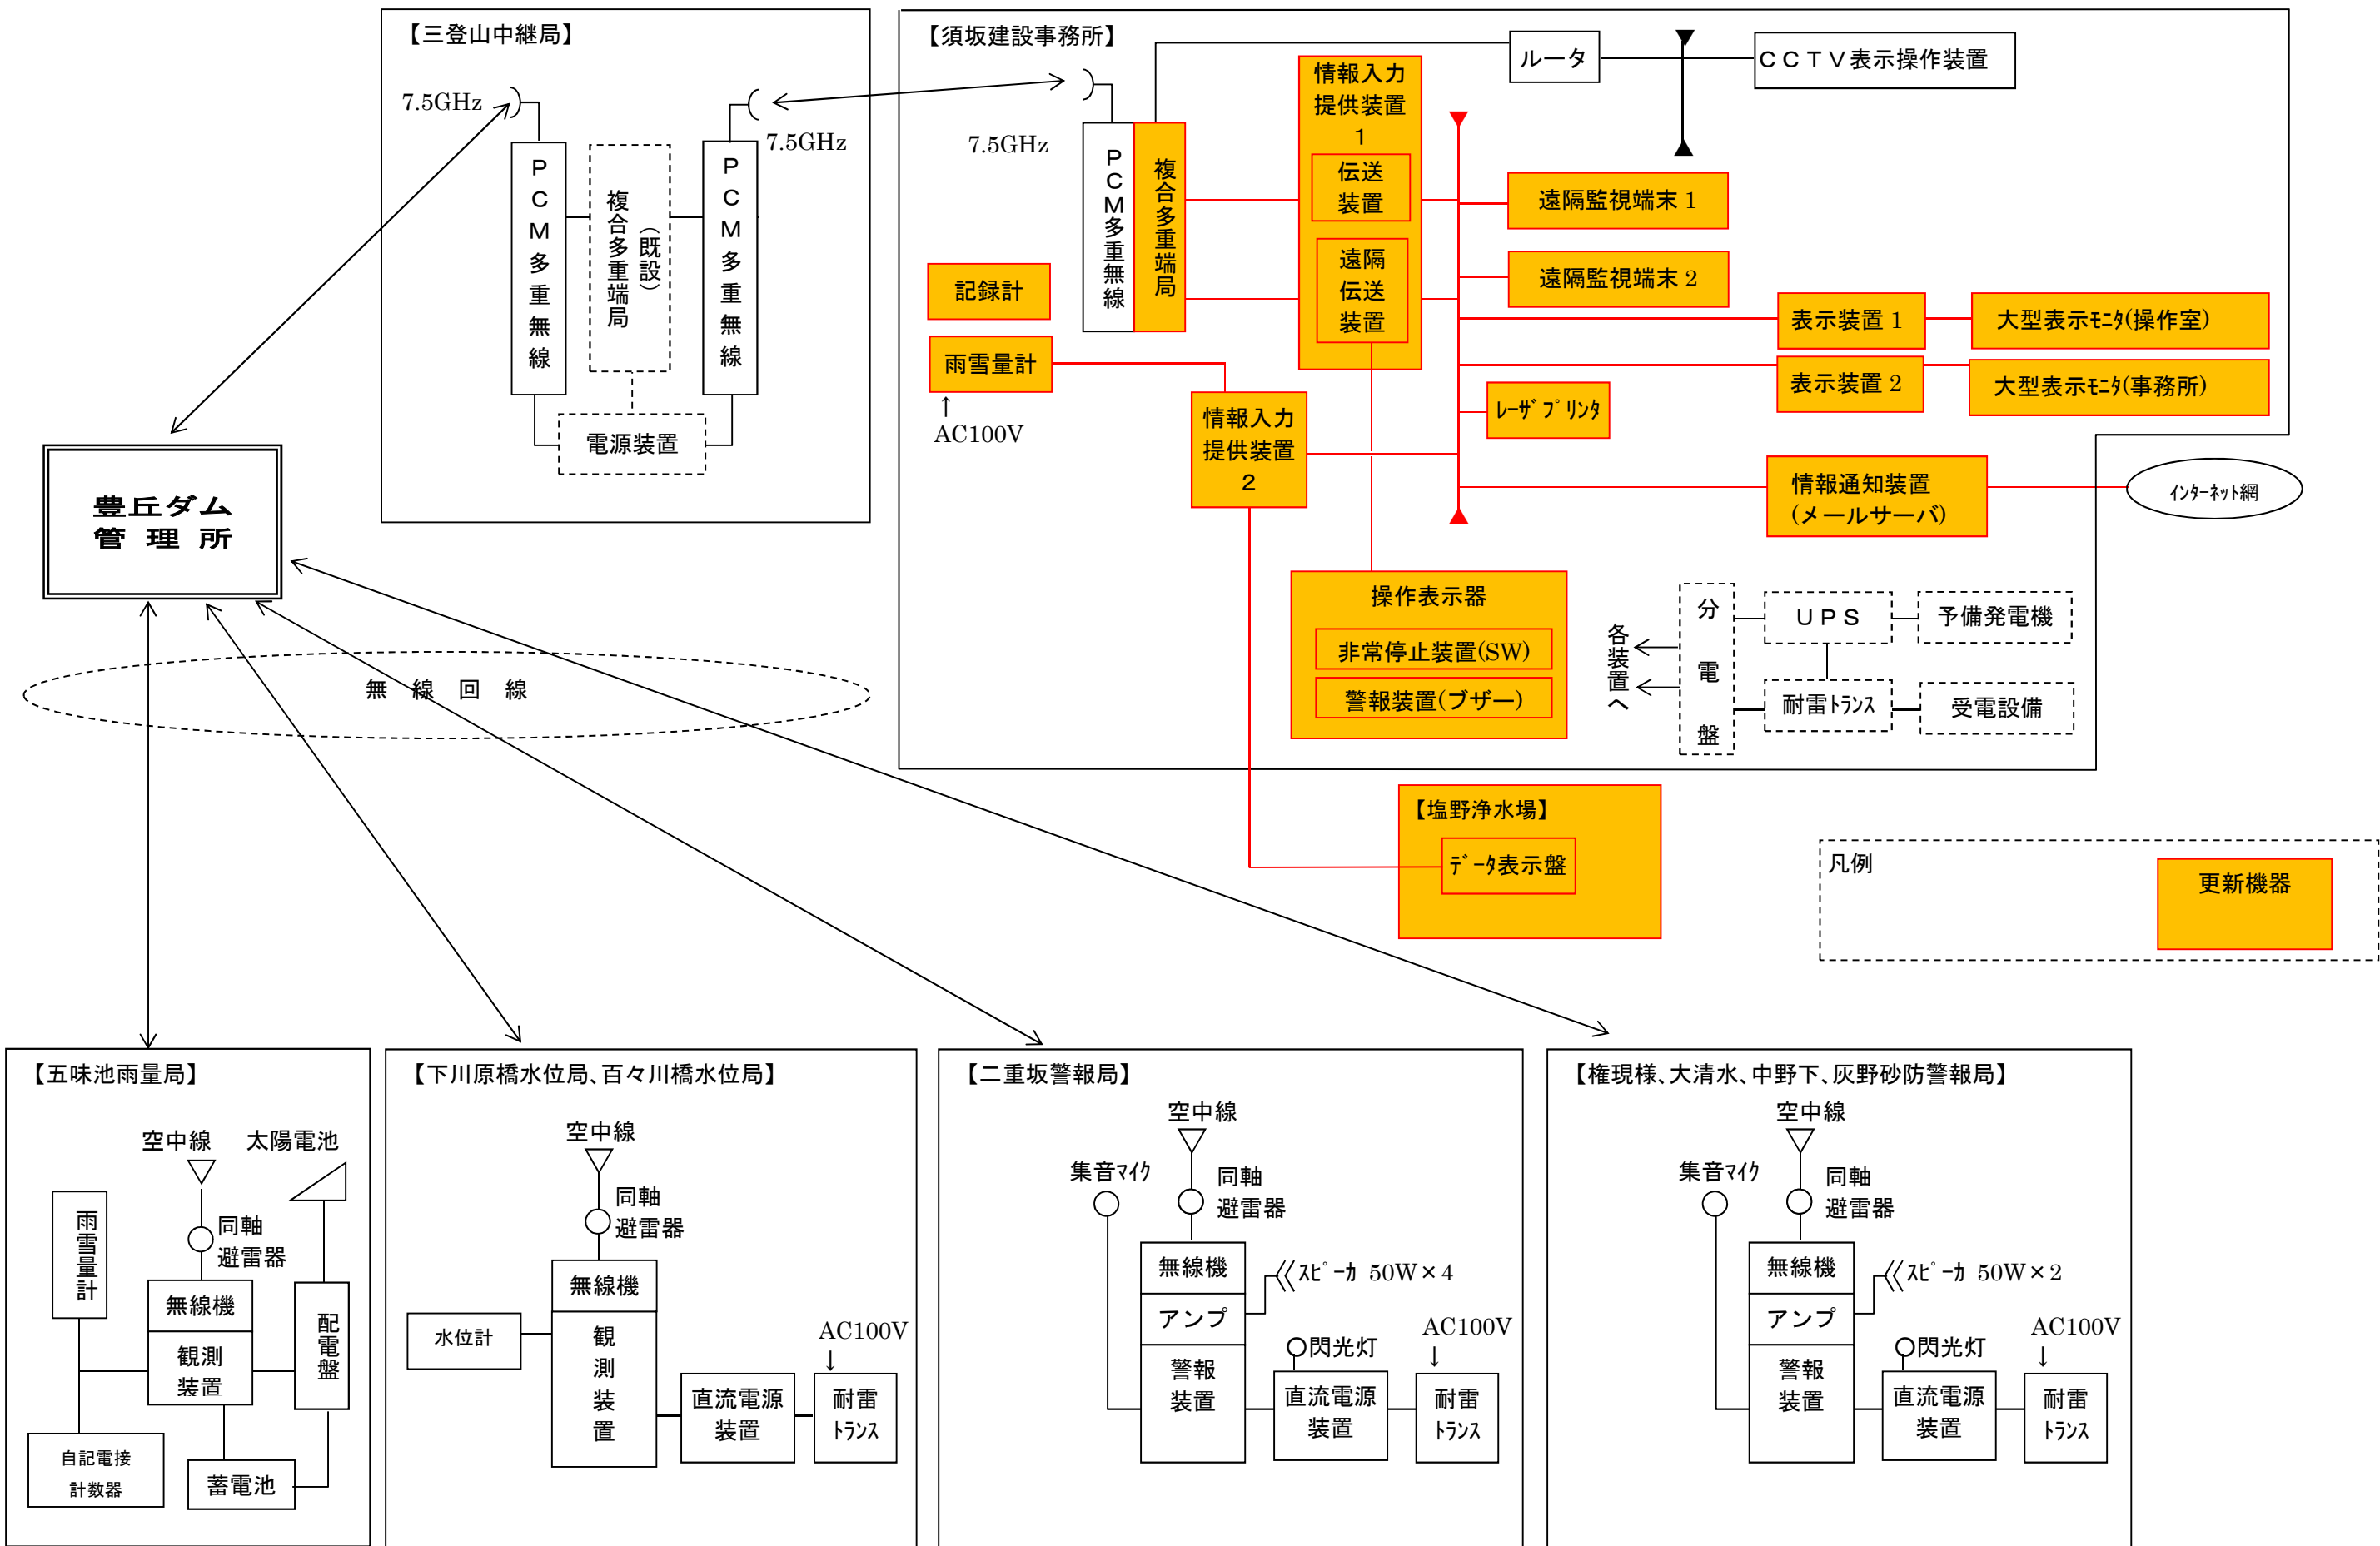 【三登山中継局】
7.5GHz
7.5GHz
PCM多重無線
複合多重端局
(既設)
PCM多重無線
電源装置
【須坂建設事務所】
7.5GHz
PCM多重無線
複合多重端局
ルータ
CCTV表示操作装置
情報入力
提供装置
1
伝送
装置
遠隔
伝送
装置
遠隔監視端末 1
遠隔監視端末 2
記録計
雨雪量計
↑
AC100V
表示装置 1
大型表示ﾓﾆﾀ(操作室)
表示装置 2
大型表示ﾓﾆﾀ(事務所)
ﾚｰｻﾞﾌﾟﾘﾝﾀ
情報入力
提供装置
2
情報通知装置
(メールサーバ)
ｲﾝﾀｰﾈｯﾄ網
操作表示器
非常停止装置(SW)
警報装置(ブザー)
各装置へ
分電盤
UPS
予備発電機
耐雷ﾄﾗﾝｽ
受電設備
豊丘ダム
管 理 所
無 線 回 線
【塩野浄水場】
ﾃﾞｰﾀ表示盤
凡例
更新機器
【五味池雨量局】
空中線
太陽電池
雨雪量計
同軸
避雷器
無線機
観測
装置
配電盤
自記電接
計数器
蓄電池
【下川原橋水位局、百々川橋水位局】
空中線
同軸
避雷器
無線機
水位計
観測装置
AC100V
↓
直流電源
装置
耐雷
ﾄﾗﾝｽ
【二重坂警報局】
空中線
集音ﾏｲｸ
同軸
避雷器
無線機
ｽﾋﾟｰｶ 50W×4
アンプ
AC100V
↓
閃光灯
警報
装置
直流電源
装置
耐雷
ﾄﾗﾝｽ
【権現様、大清水、中野下、灰野砂防警報局】
空中線
集音ﾏｲｸ
同軸
避雷器
無線機
ｽﾋﾟｰｶ 50W×2
アンプ
AC100V
↓
閃光灯
警報
装置
直流電源
装置
耐雷
ﾄﾗﾝｽ